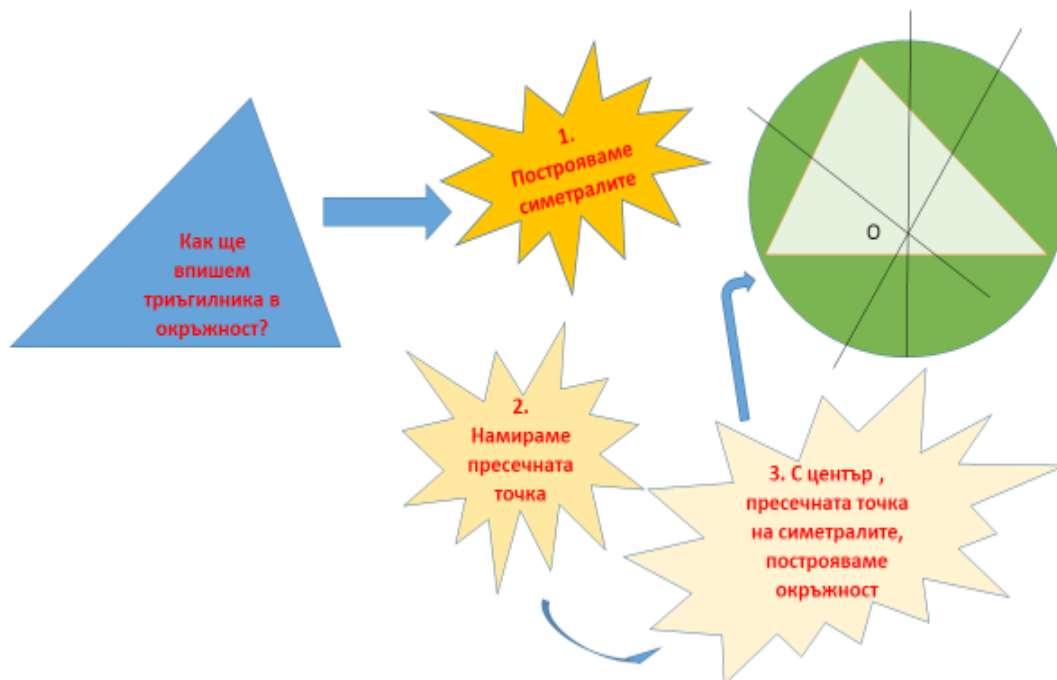 Как ще
впишем
триъгилника в
окръжност?
1.
Построяваме
симетралите
2.
Намираме
пресечната
точка
3. С център ,
пресечната точка
на симетралите,
построяваме
окръжност
О